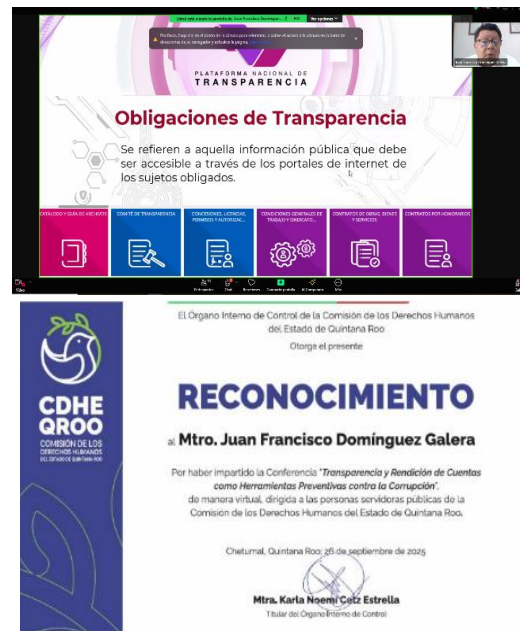 Ver opciones
PLATAFORMA NACIONAL DE
TRANSPARENCIA
Obligaciones de Transparencia
Se refieren a aquella información pública que debe
ser accesible a través de los portales de internet de
los sujetos obligados.
CATÁLOGO Y GUÍA DE ARCHIVOS
COMITÉ DE TRANSPARENCIA
CONCESIONES, LICENCIAS,
PERMISOS Y AUTORIZAC...
CONDICIONES GENERALES DE
TRABAJO Y SINDICATO...
CONTRATOS DE OBRAS, BIENES
Y SERVICIOS
CONTRATOS POR HONORARIOS
El Órgano Interno de Control de la Comisión de los Derechos Humanos
del Estado de Quintana Roo
Otorga el presente
RECONOCIMIENTO
al Mtro. Juan Francisco Domínguez Galera
Por haber impartido la Conferencia "Transparencia y Rendición de Cuentas
como Herramientas Preventivas contra la Corrupción",
de manera virtual, dirigida a las personas servidoras públicas de la
Comisión de los Derechos Humanos del Estado de Quintana Roo.
Chetumal, Quintana Roo; 26 de septiembre de 2025
Mtra. Karla Noemi Cetz Estrella
Titular del Órgano Interno de Control
CDHE
QROO
COMISIÓN DE LOS
DERECHOS HUMANOS
DEL ESTADO DE QUINTANA ROO